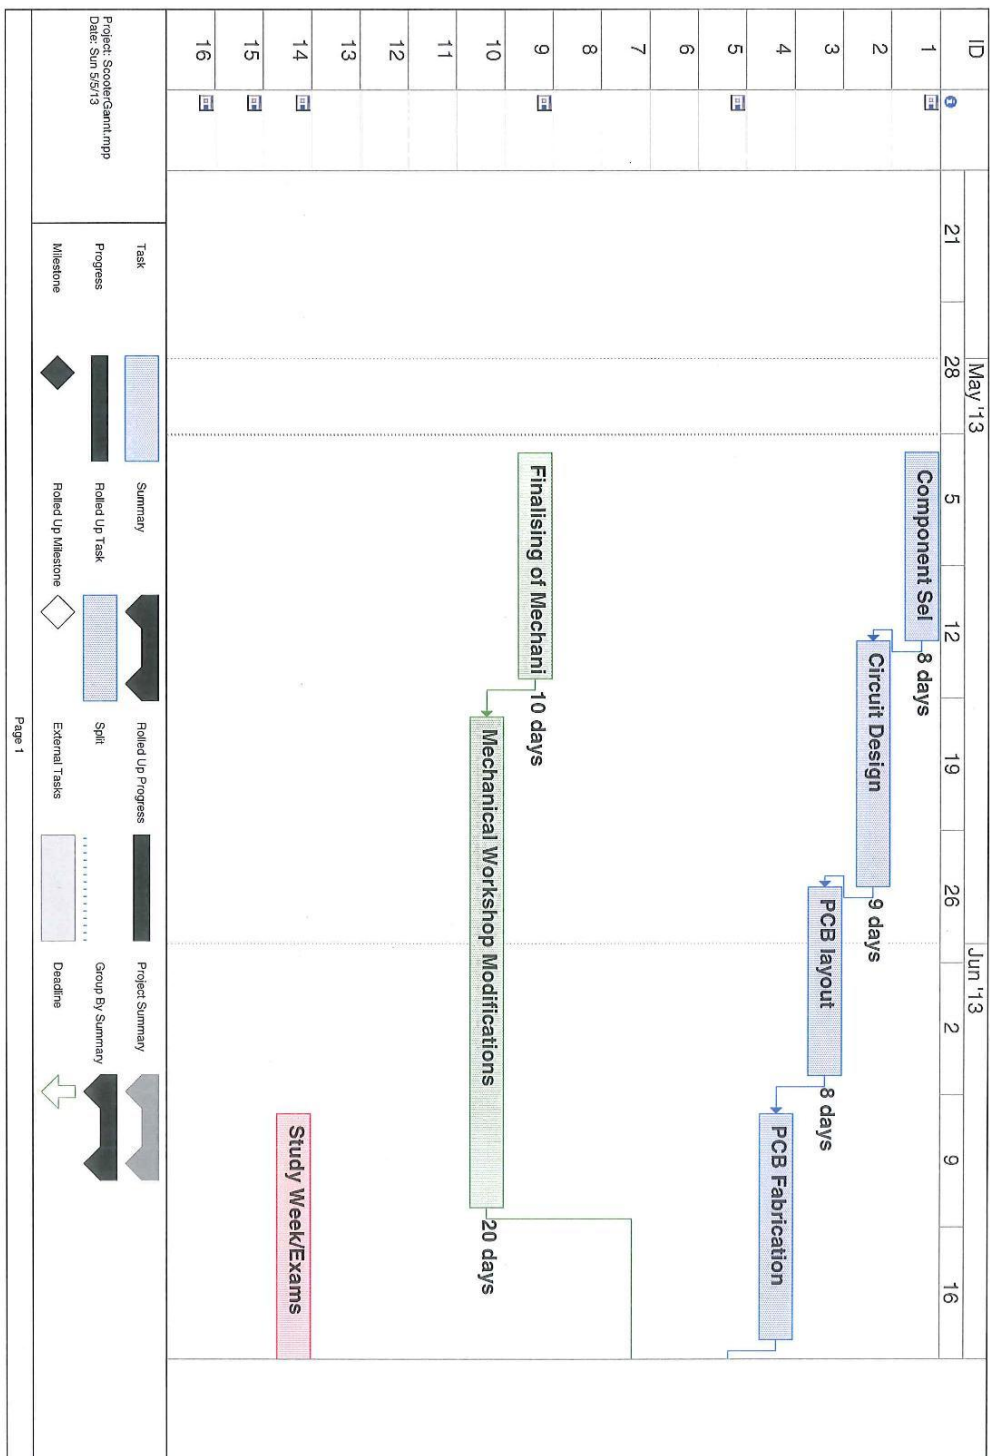 ID
May '13
Jun '13
21
28
5
12
19
26
2
9
16
1
Component Sel
8 days
2
Circuit Design
9 days
3
PCB layout
8 days
4
PCB Fabrication
5
6
7
8
9
Finalising of Mechani
10 days
10
Mechanical Workshop Modifications
20 days
11
12
13
14
Study Week/Exams
15
16
Project: ScooterGannt.mpp
Date: Sun 5/5/13
Task
Summary
Rolled Up Progress
Project Summary
Progress
Rolled Up Task
Split
Group By Summary
Milestone
Rolled Up Milestone
External Tasks
Deadline
Page 1